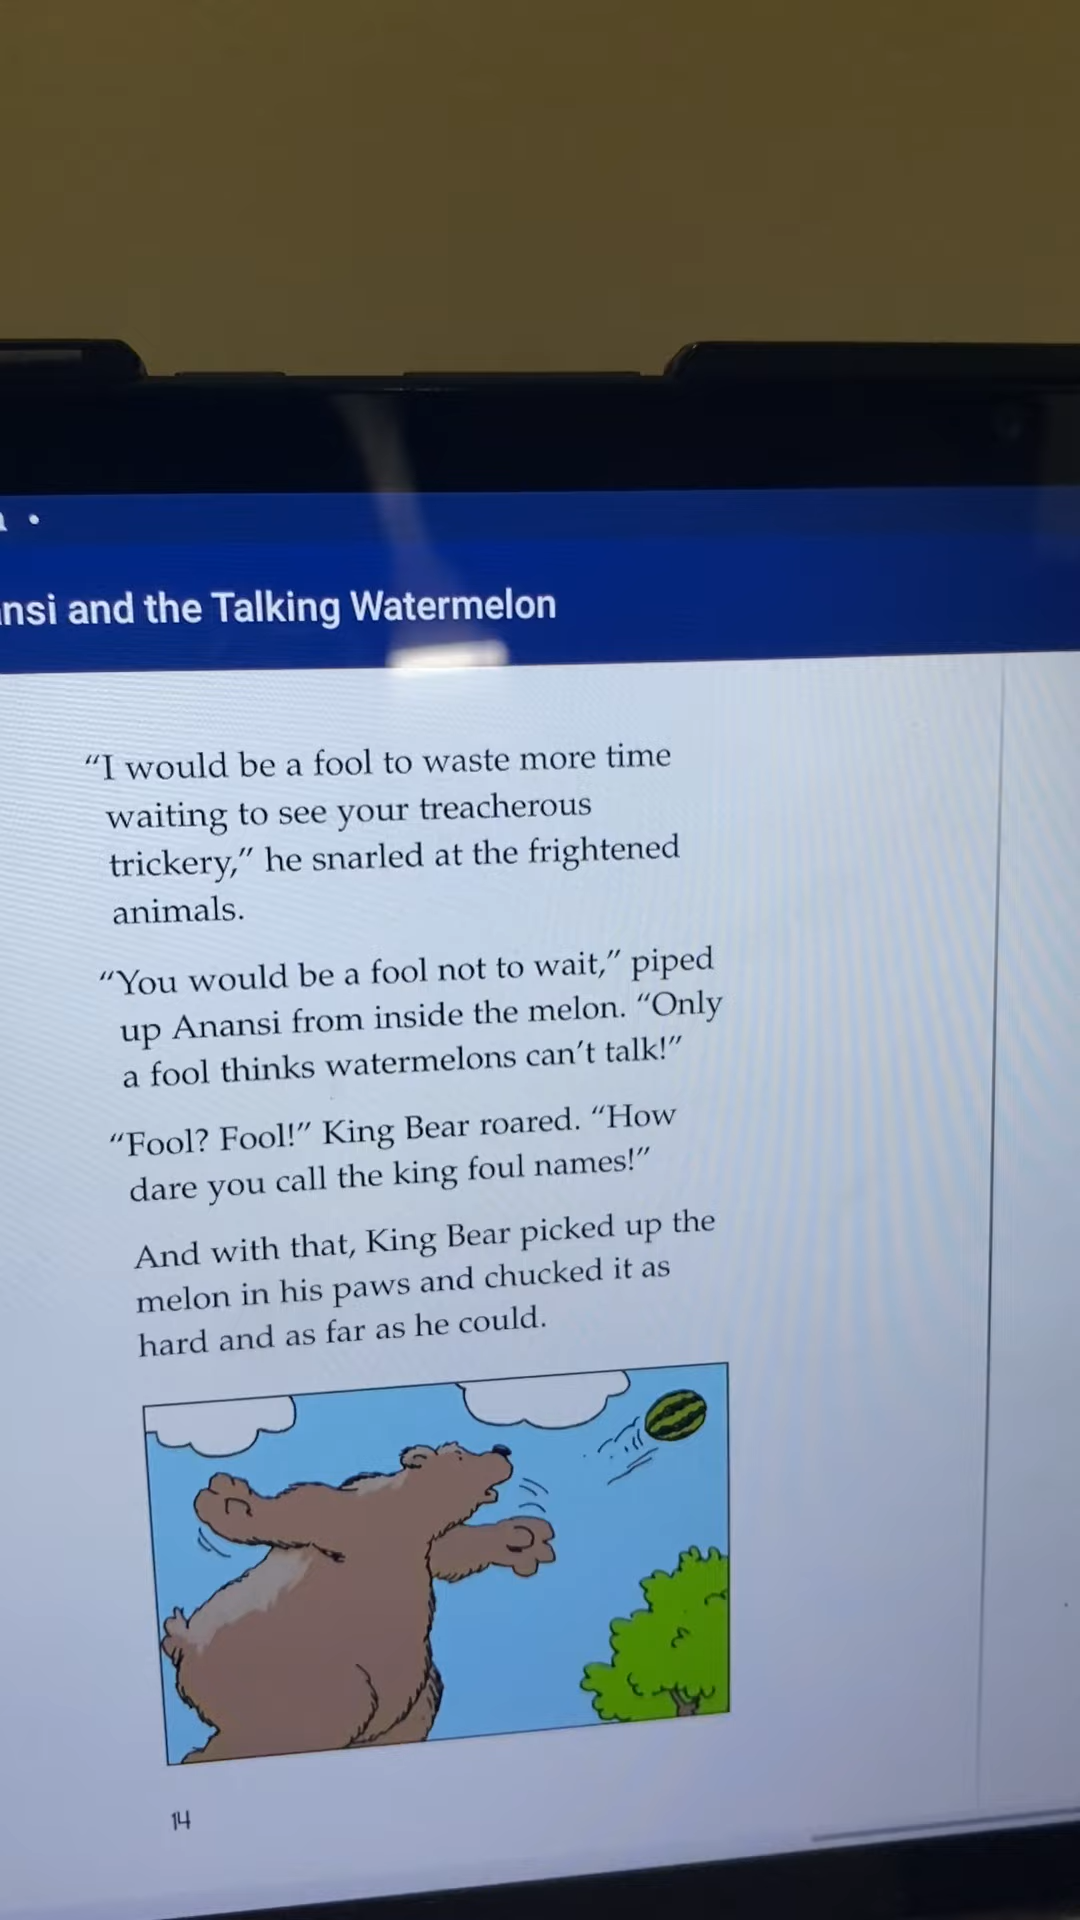 and the Talking Watermelon
“I would be a fool to waste more time
waiting to see your treacherous
trickery,” he snarled at the frightened
animals.
“You would be a fool not to wait,” piped
up Anansi from inside the melon. “Only
a fool thinks watermelons can’t talk!”
“Fool? Fool!” King Bear roared. “How
dare you call the king foul names!”
And with that, King Bear picked up the
melon in his paws and chucked it as
hard and as far as he could.
14